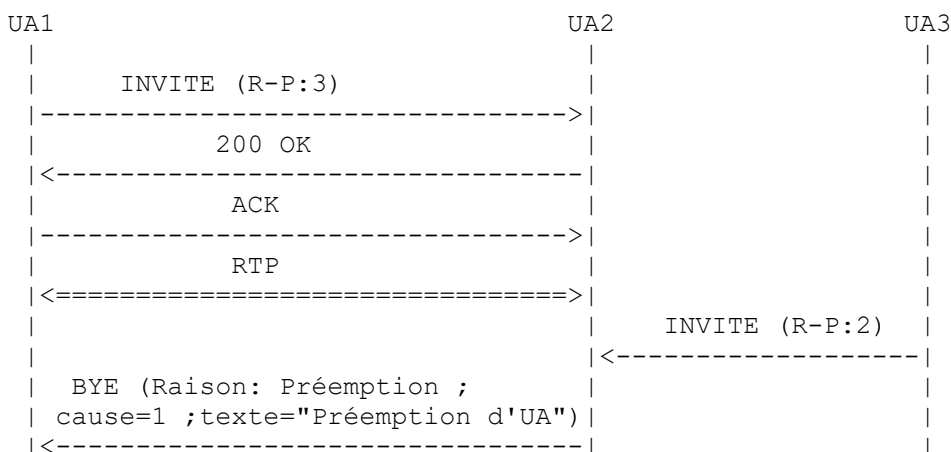 UA1 UA2 UA3
| | |
| INVITE (R-P:3) | |
|--------------------------------->| |
| 200 OK | |
|<---------------------------------| |
| ACK | |
|--------------------------------->| |
| RTP | |
|<================================>| |
| | INVITE (R-P:2) |
| |<-------------------|
| BYE (Raison: Préemption ; | |
| cause=1 ;texte="Préemption d'UA")| |
|<---------------------------------| |